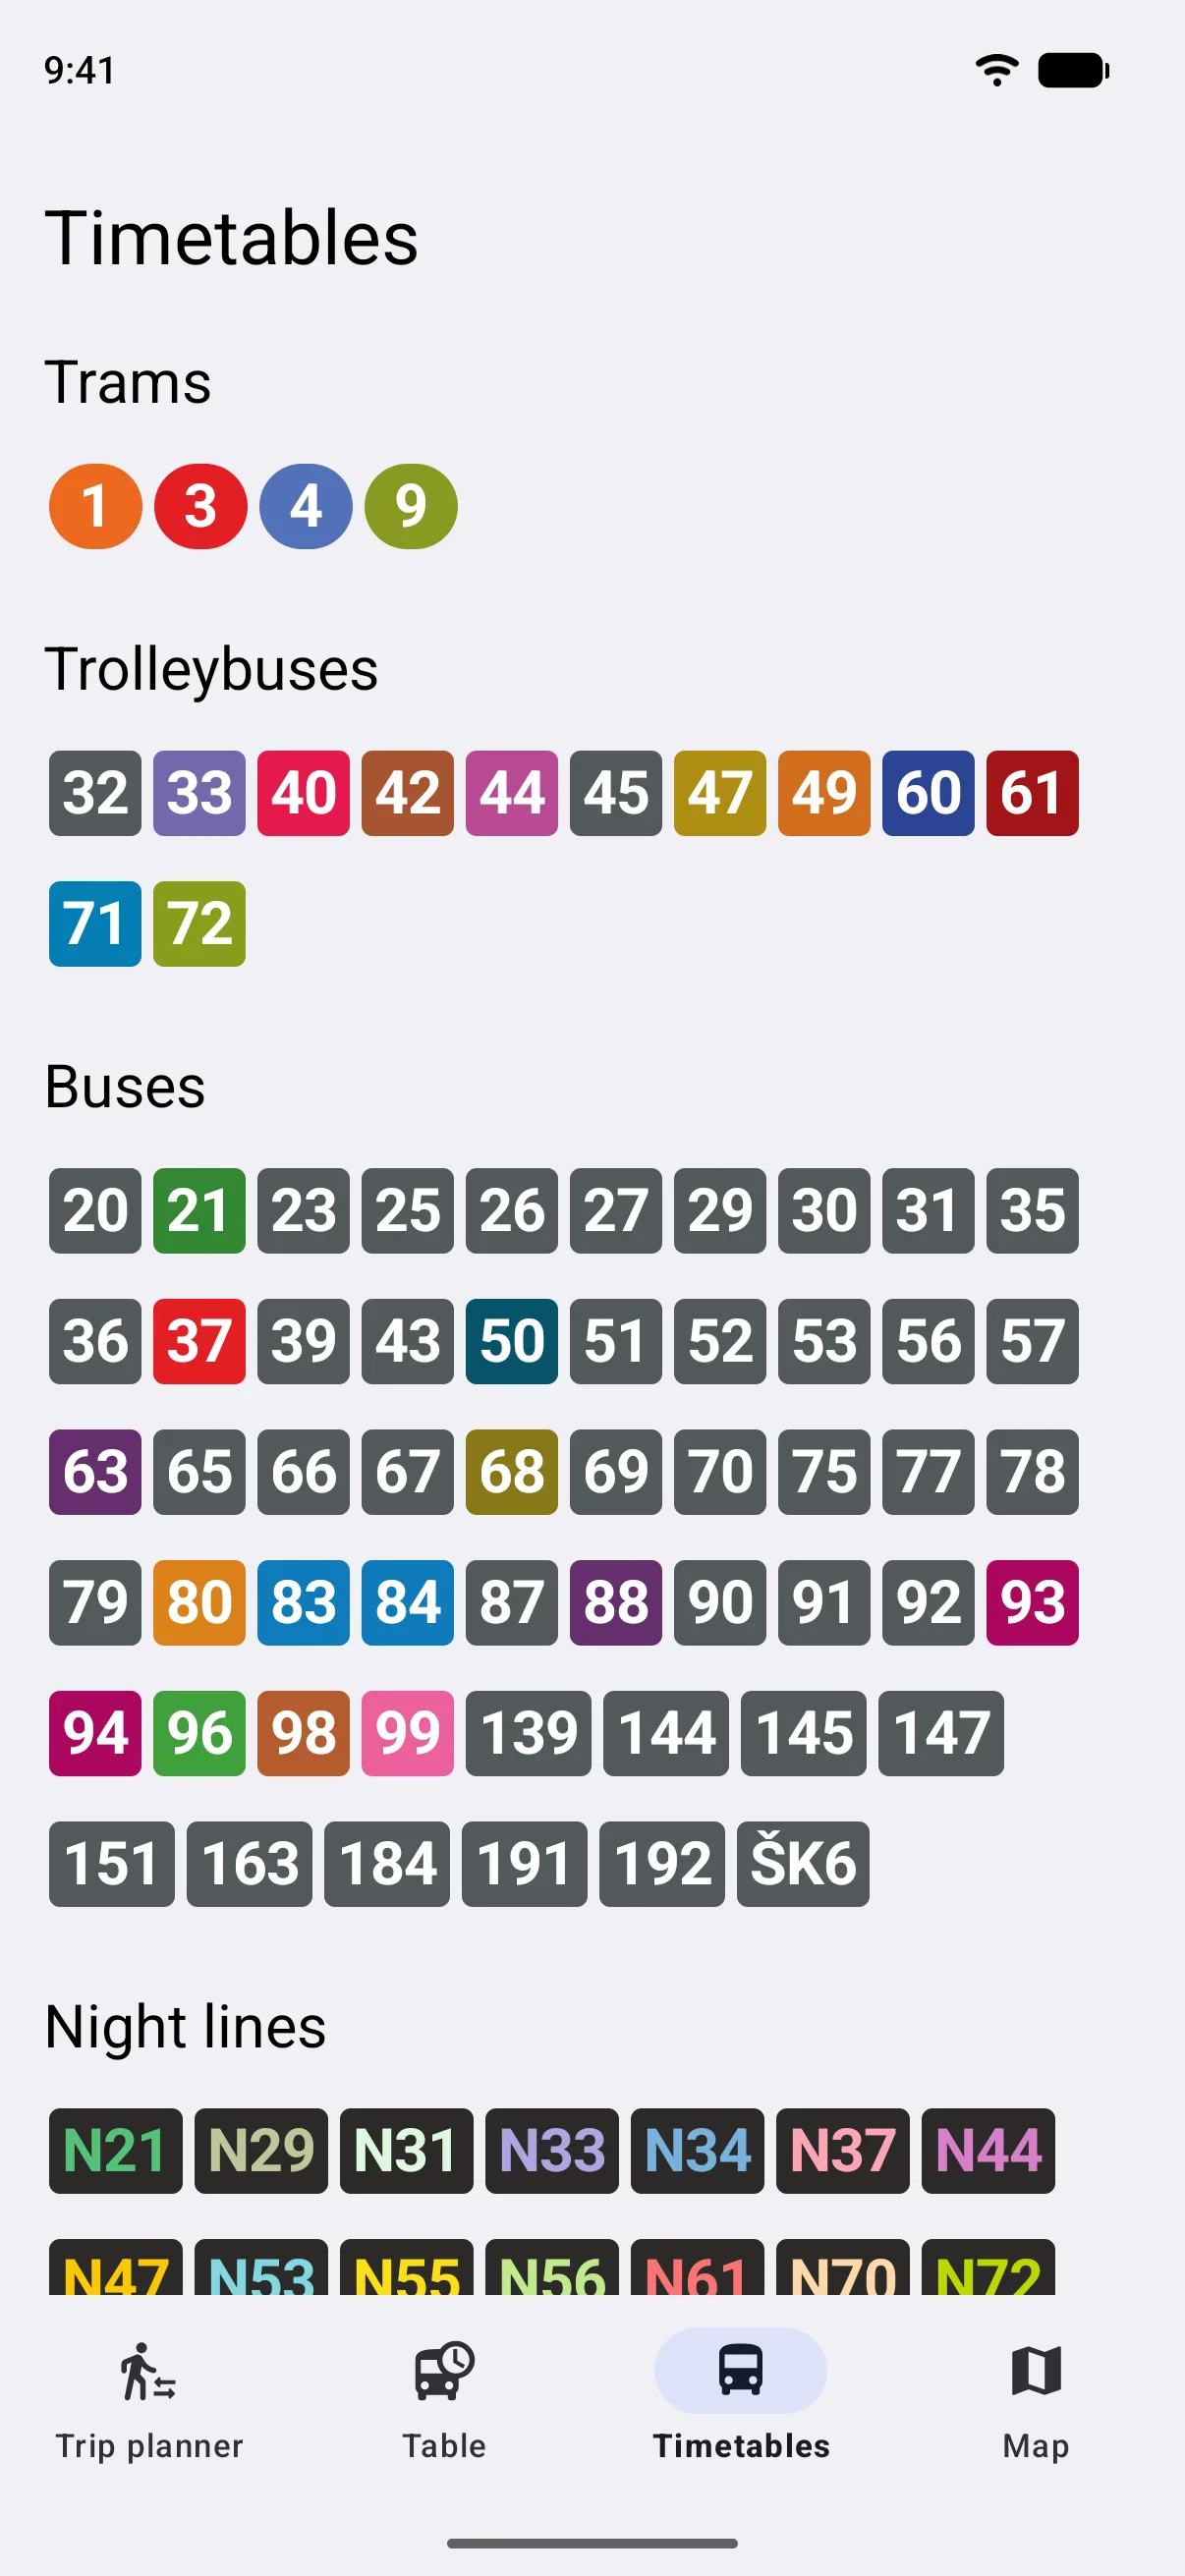 9:41
Timetables
Trams
1 3 4 9
Trolleybuses
32 33 40 42 44 45 47 49 60 61
71 72
Buses
20 21 23 25 26 27 29 30 31 35
36 37 39 43 50 51 52 53 56 57
63 65 66 67 68 69 70 75 77 78
79 80 83 84 87 88 90 91 92 93
94 96 98 99 139 144 145 147
151 163 184 191 192 ŠK6
Night lines
N21 N29 N31 N33 N34 N37 N44
N47 N53 N55 N56 N61 N70 N72
Trip planner Table Timetables Map